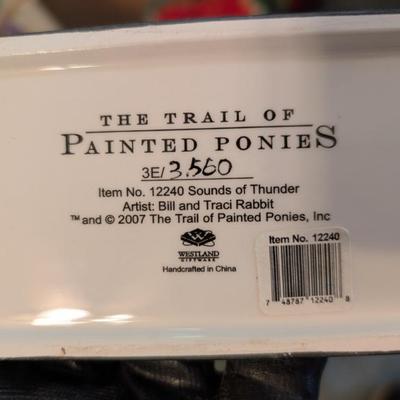 THE TRAIL OF
PAINTED PONIES
3E/3.560
Item No. 12240 Sounds of Thunder
Artist: Bill and Traci Rabbit
™ and © 2007 The Trail of Painted Ponies, Inc
WESTLAND
GIFTWARE
Handcrafted in China
Item No. 12240
7 48787 12240 8